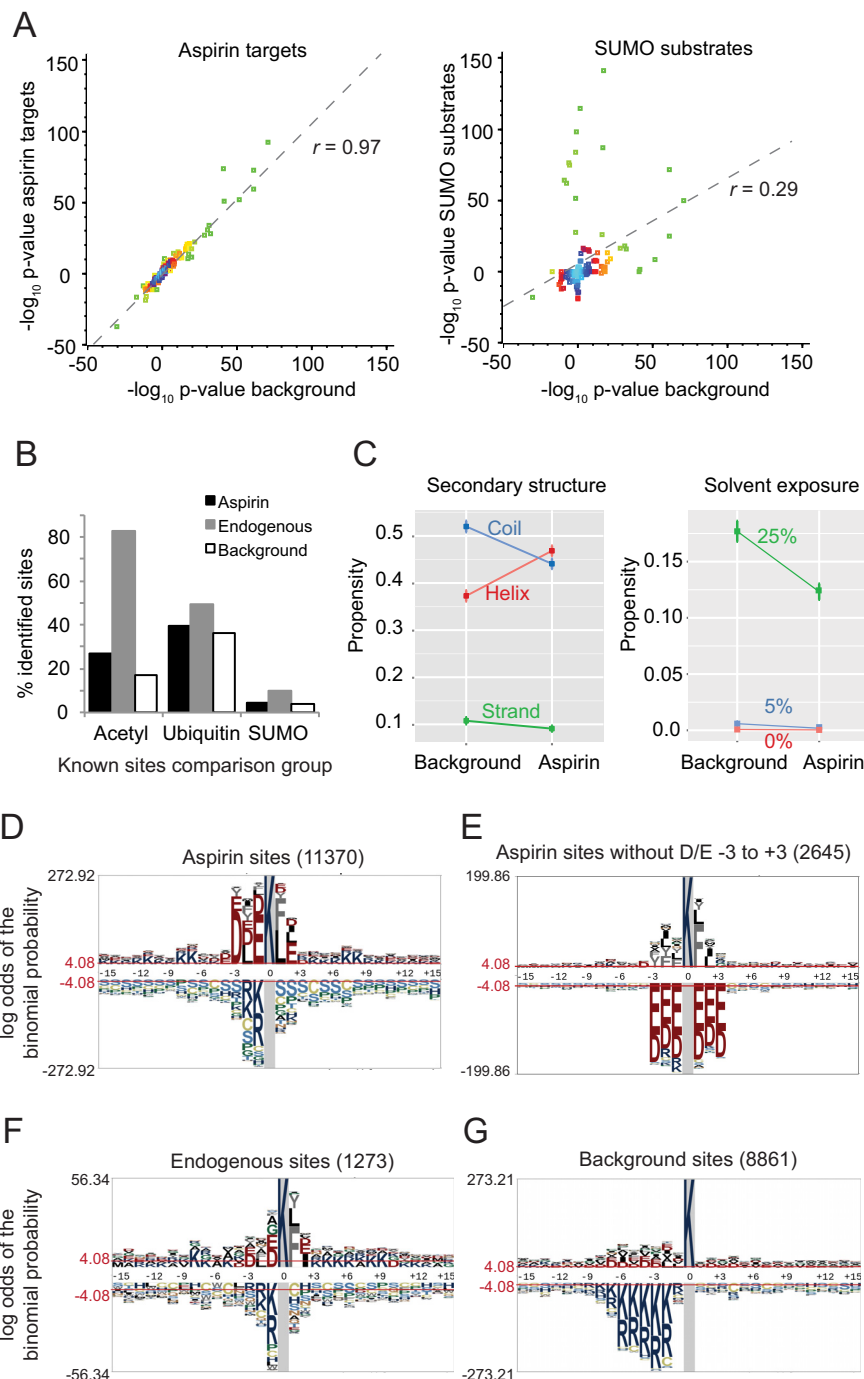 A
Aspirin targets
SUMO substrates
150
100
50
0
-50
-50 0 50 100 150
r = 0.97
-log10 p-value aspirin targets
-log10 p-value background
150
100
50
0
-50
-50 0 50 100 150
r = 0.29
-log10 p-value SUMO substrates
-log10 p-value background
B
Aspirin
Endogenous
Background
80
60
40
20
0
% identified sites
Acetyl Ubiquitin SUMO
Known sites comparison group
C
Secondary structure
Solvent exposure
0.5
0.4
0.3
0.2
0.1
Propensity
Coil
Helix
Strand
Background Aspirin
0.15
0.10
0.05
0.0
Propensity
25%
5%
0%
Background Aspirin
D
Aspirin sites (11370)
272.92
4.08
-4.08
-272.92
-15 -12 -9 -6 -3 0 +3 +6 +9 +12 +15
log odds of the
binomial probability
E
Aspirin sites without D/E -3 to +3 (2645)
199.86
4.08
-4.08
-199.86
-15 -12 -9 -6 -3 0 +3 +6 +9 +12 +15
F
Endogenous sites (1273)
56.34
4.08
-4.08
-56.34
-15 -12 -9 -6 -3 0 +3 +6 +9 +12 +15
log odds of the
binomial probability
G
Background sites (8861)
273.21
4.08
-4.08
-273.21
-15 -12 -9 -6 -3 0 +3 +6 +9 +12 +15